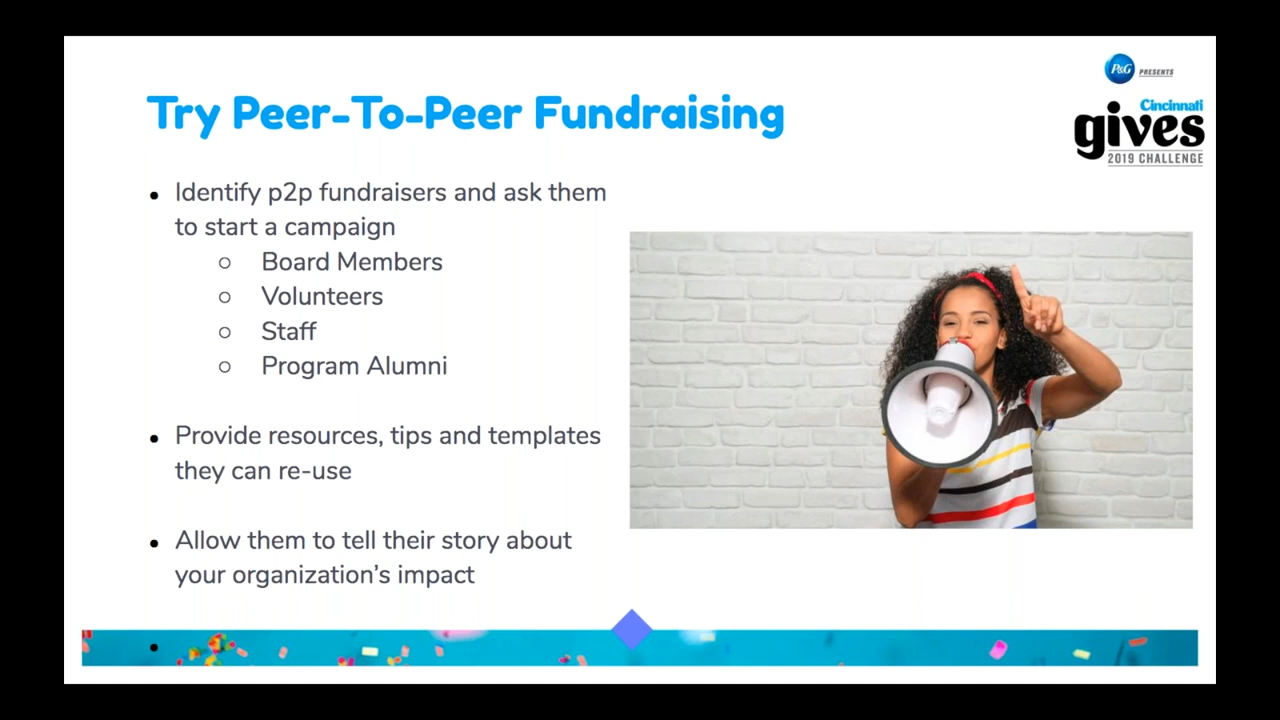 P&G PRESENTS
Cincinnati
gives
2019 CHALLENGE
Try Peer-To-Peer Fundraising
• Identify p2p fundraisers and ask them
to start a campaign
○ Board Members
○ Volunteers
○ Staff
○ Program Alumni
• Provide resources, tips and templates
they can re-use
• Allow them to tell their story about
your organization’s impact
•